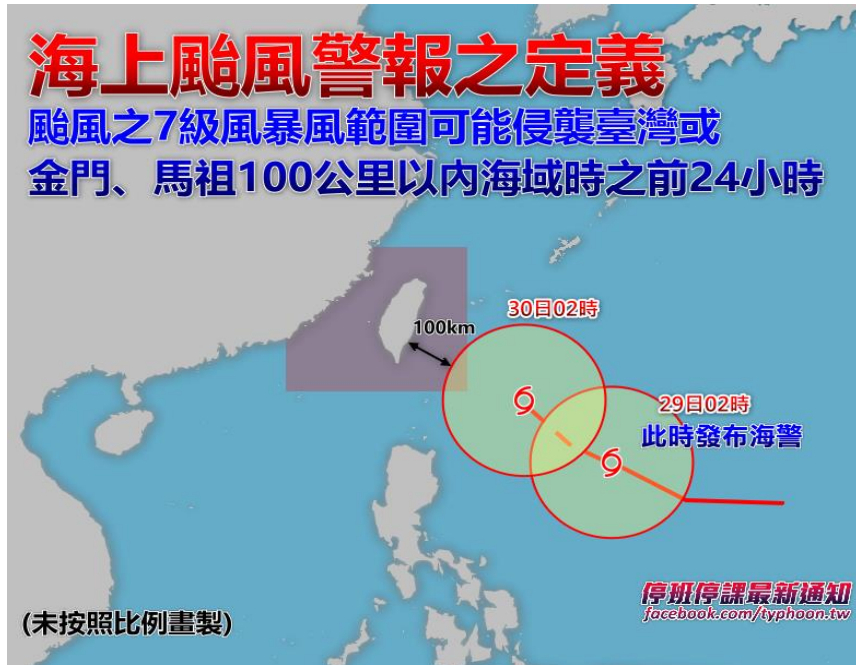 海上颱風警報之定義
颱風之7級風暴風範圍可能侵襲臺灣或
金門、馬祖100公里以內海域時之前24小時
30日02時
100km
29日02時
此時發布海警
停班停課最新通知
facebook.com/typhoon.tw
(未按照比例畫製)